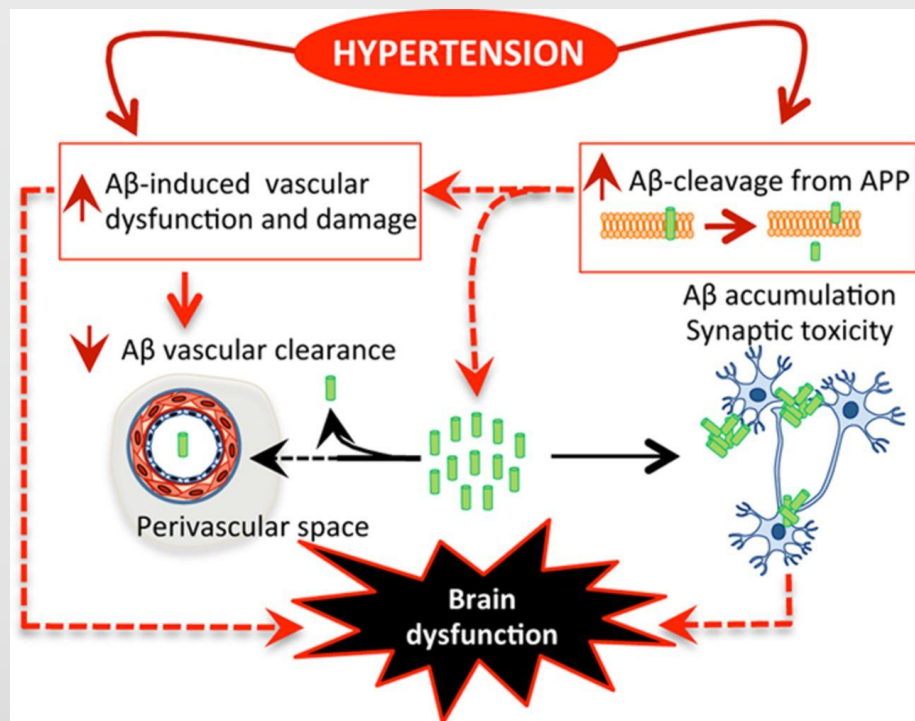 HYPERTENSION
Aβ-induced vascular
dysfunction and damage
Aβ-cleavage from APP
Aβ accumulation
Synaptic toxicity
Aβ vascular clearance
Perivascular space
Brain
dysfunction